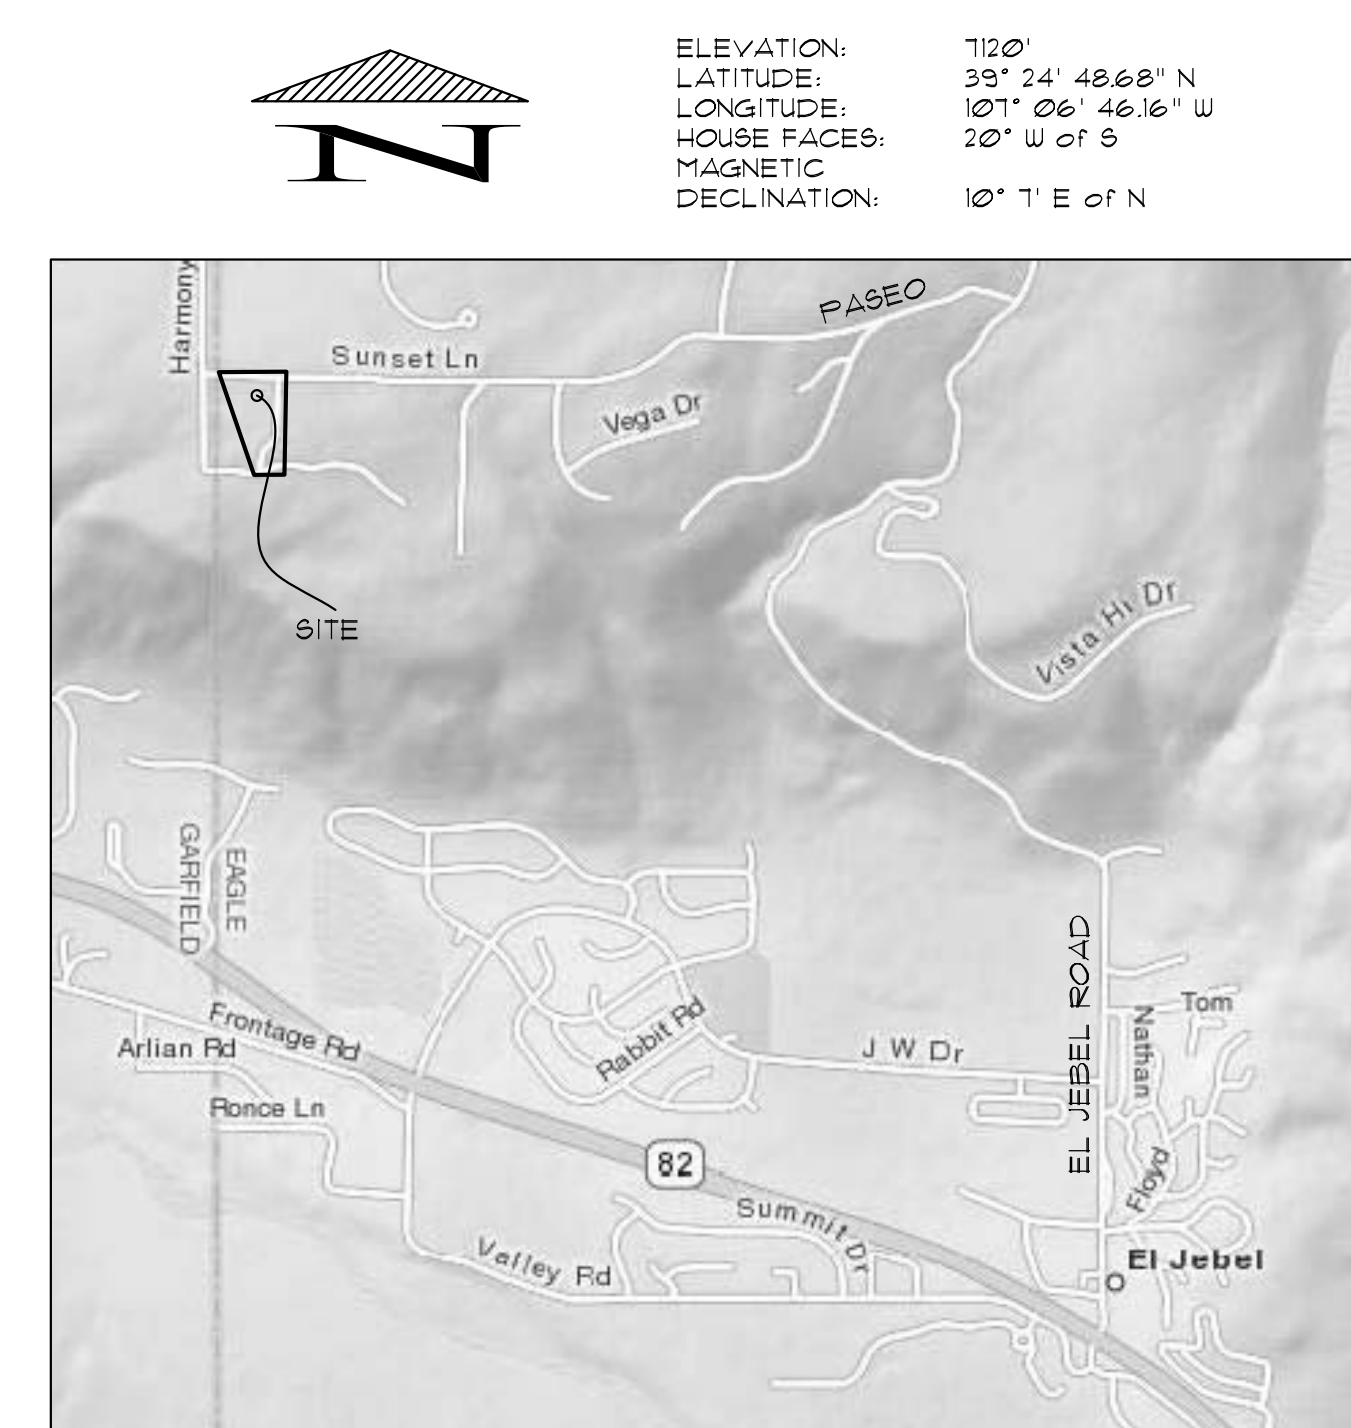 N
ELEVATION: 7120'
LATITUDE: 39° 24' 48.68" N
LONGITUDE: 107° 06' 46.16" W
HOUSE FACES: 20° W of S
MAGNETIC
DECLINATION: 10° 7' E of N
Harmony
PASEO
Sunset Ln
Vega Dr
SITE
Vista Hi Dr
GARFIELD
EAGLE
EL JEBEL ROAD
Frontage Rd
Arlian Rd
Rabbit Rd
J W Dr
Nathan
Tom
Ronce Ln
82
Floyd
Summit Dr
Valley Rd
El Jebel